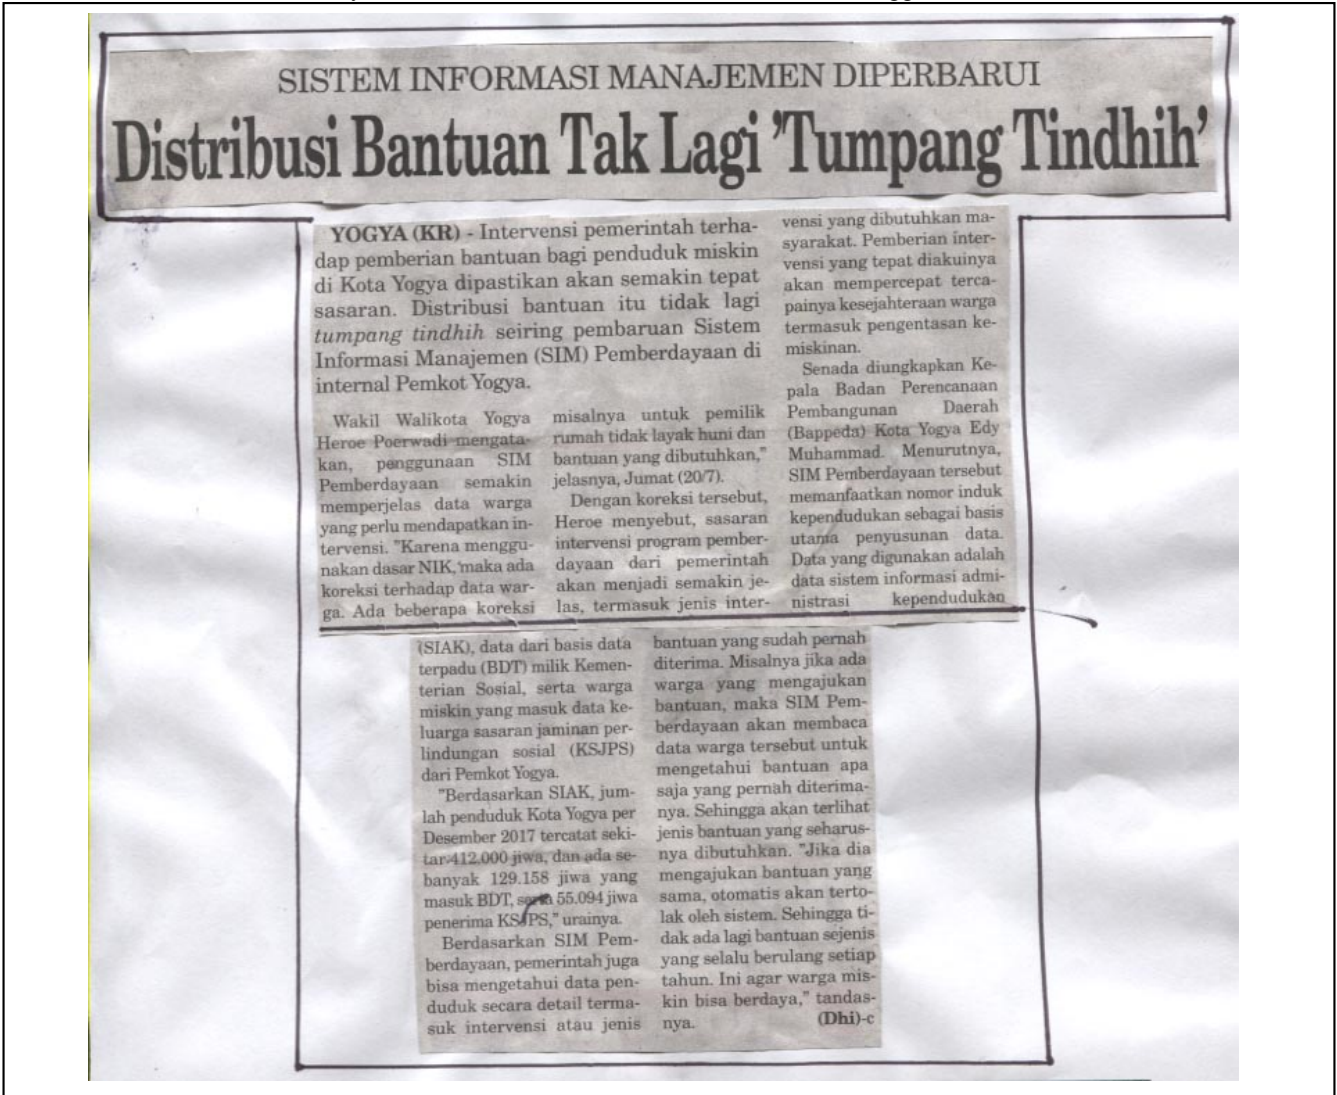 SISTEM INFORMASI MANAJEMEN DIPERBARUI
Distribusi Bantuan Tak Lagi 'Tumpang Tindhih'
YOGYA (KR) - Intervensi pemerintah terha-
dap pemberian bantuan bagi penduduk miskin
di Kota Yogya dipastikan akan semakin tepat
sasaran. Distribusi bantuan itu tidak lagi
tumpang tindhih seiring pembaruan Sistem
Informasi Manajemen (SIM) Pemberdayaan di
internal Pemkot Yogya.
Wakil Walikota Yogya
Heroe Poerwadi mengata-
kan, penggunaan SIM
Pemberdayaan semakin
memperjelas data warga
yang perlu mendapatkan in-
tervensi. "Karena menggu-
nakan dasar NIK, maka ada
koreksi terhadap data war-
ga. Ada beberapa koreksi
misalnya untuk pemilik
rumah tidak layak huni dan
bantuan yang dibutuhkan,"
jelasnya, Jumat (20/7).
Dengan koreksi tersebut,
Heroe menyebut, sasaran
intervensi program pember-
dayaan dari pemerintah
akan menjadi semakin je-
las, termasuk jenis inter-
vensi yang dibutuhkan ma-
syarakat. Pemberian inter-
vensi yang tepat diakuinya
akan mempercepat terca-
painya kesejahteraan warga
termasuk pengentasan ke-
miskinan.
Senada diungkapkan Ke-
pala Badan Perencanaan
Pembangunan Daerah
(Bappeda) Kota Yogya Edy
Muhammad. Menurutnya,
SIM Pemberdayaan tersebut
memanfaatkan nomor induk
kependudukan sebagai basis
utama penyusunan data.
Data yang digunakan adalah
data sistem informasi admi-
nistrasi kependudukan
(SIAK), data dari basis data
terpadu (BDT) milik Kemen-
terian Sosial, serta warga
miskin yang masuk data ke-
luarga sasaran jaminan per-
lindungan sosial (KSJPS)
dari Pemkot Yogya.
"Berdasarkan SIAK, jum-
lah penduduk Kota Yogya per
Desember 2017 tercatat seki-
tar 412.000 jiwa, dan ada se-
banyak 129.158 jiwa yang
masuk BDT, serta 55.094 jiwa
penerima KSJPS," urainya.
Berdasarkan SIM Pem-
berdayaan, pemerintah juga
bisa mengetahui data pen-
duduk secara detail terma-
suk intervensi atau jenis
bantuan yang sudah pernah
diterima. Misalnya jika ada
warga yang mengajukan
bantuan, maka SIM Pem-
berdayaan akan membaca
data warga tersebut untuk
mengetahui bantuan apa
saja yang pernah diterima-
nya. Sehingga akan terlihat
jenis bantuan yang seharus-
nya dibutuhkan. "Jika dia
mengajukan bantuan yang
sama, otomatis akan terto-
lak oleh sistem. Sehingga ti-
dak ada lagi bantuan sejenis
yang selalu berulang setiap
tahun. Ini agar warga mis-
kin bisa berdaya," tandas-
nya. (Dhi)-c